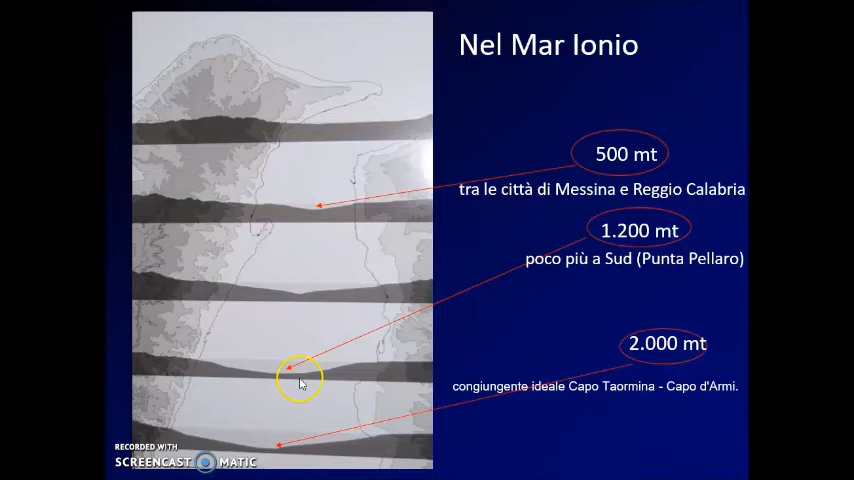 Nel Mar Ionio
500 mt
tra le città di Messina e Reggio Calabria
1.200 mt
poco più a Sud (Punta Pellaro)
2.000 mt
congiungente ideale Capo Taormina - Capo d'Armi.
RECORDED WITH
SCREENCAST MATIC